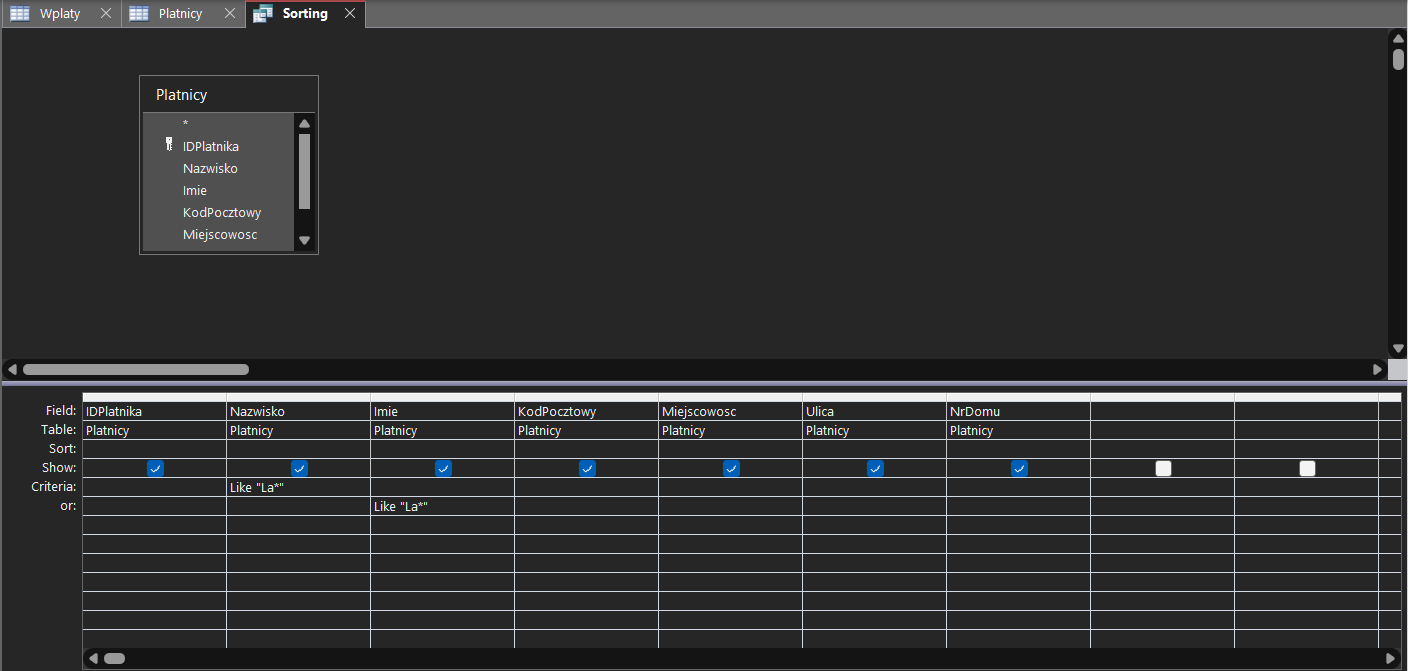 Wplaty Platnicy Sorting
Platnicy
*
IDPlatnika
Nazwisko
Imie
KodPocztowy
Miejscowosc
Field: IDPlatnika Nazwisko Imie KodPocztowy Miejscowosc Ulica NrDomu
Table: Platnicy Platnicy Platnicy Platnicy Platnicy Platnicy Platnicy
Sort:
Show:
Criteria: Like "La*"
or: Like "La*"